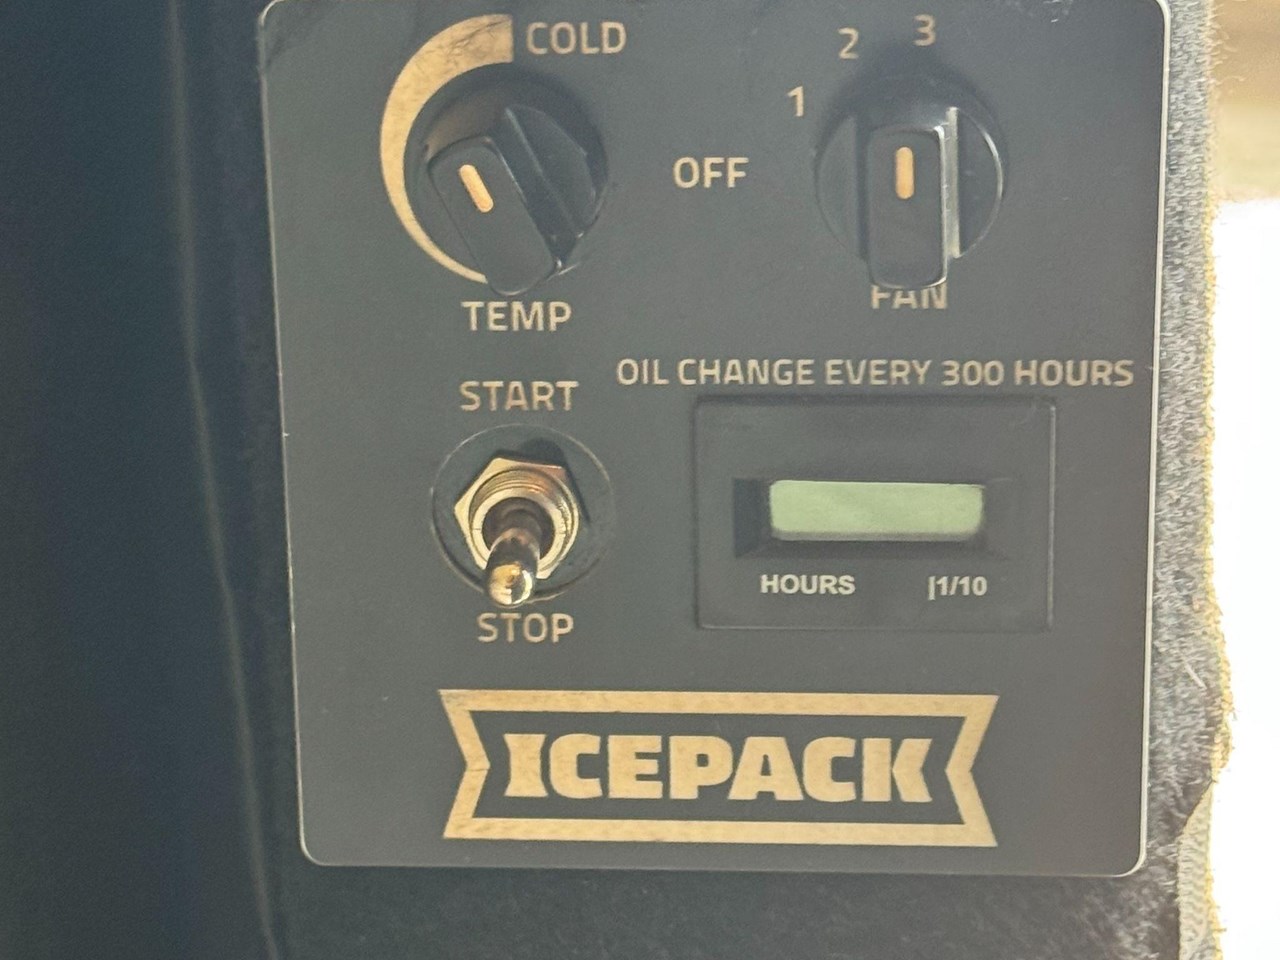 COLD
1 2 3
OFF
TEMP
FAN
START
OIL CHANGE EVERY 300 HOURS
HOURS |1/10
STOP
ICEPACK